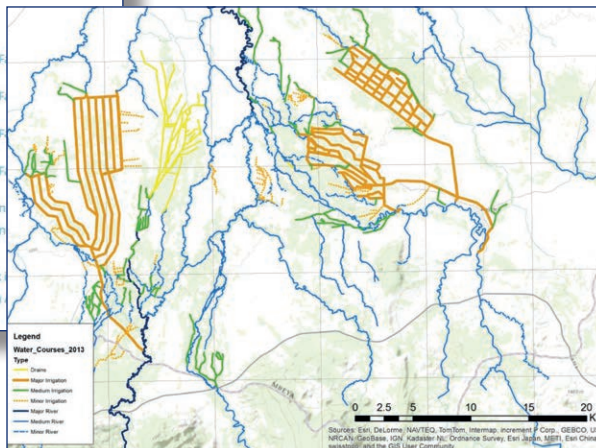 Legend
Water_Courses_2013
Type
Drains
Major Irrigation
Medium Irrigation
Minor Irrigation
Major River
Medium River
Minor River
0 2.5 5 10 15 20
K
Sources: Esri, DeLorme, NAVTEQ, TomTom, Intermap, increment P Corp., GEBCO, U
NRCAN, GeoBase, IGN, Kadaster NL, Ordnance Survey, Esri Japan, METI, Esri China
and the GIS User Community